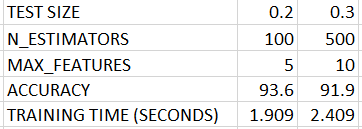 TEST SIZE 0.2 0.3
N_ESTIMATORS 100 500
MAX_FEATURES 5 10
ACCURACY 93.6 91.9
TRAINING TIME (SECONDS) 1.909 2.409